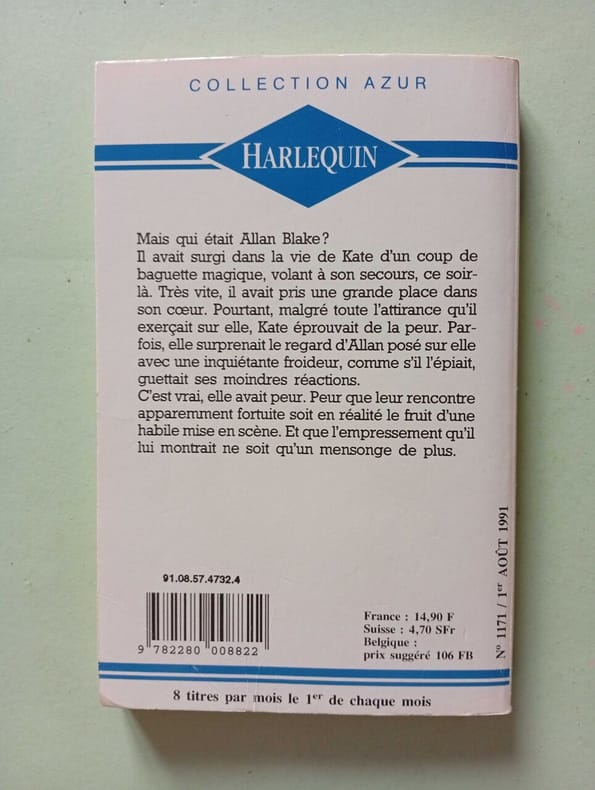 COLLECTION AZUR
HARLEQUIN
Mais qui était Allan Blake?
Il avait surgi dans la vie de Kate d'un coup de
baguette magique, volant à son secours, ce soir-
là. Très vite, il avait pris une grande place dans
son cœur. Pourtant, malgré toute l'attirance qu'il
exerçait sur elle, Kate éprouvait de la peur. Par-
fois, elle surprenait le regard d'Allan posé sur elle
avec une inquiétante froideur, comme s'il l'épiait,
guettait ses moindres réactions.
C'est vrai, elle avait peur. Peur que leur rencontre
apparemment fortuite soit en réalité le fruit d'une
habile mise en scène. Et que l'empressement qu'il
lui montrait ne soit qu'un mensonge de plus.
91.08.57.4732.4
9 782280 008822
France : 14,90 F
Suisse : 4,70 SFr
Belgique :
prix suggéré 106 FB
N° 1171 / 1er AOÛT 1991
8 titres par mois le 1er de chaque mois